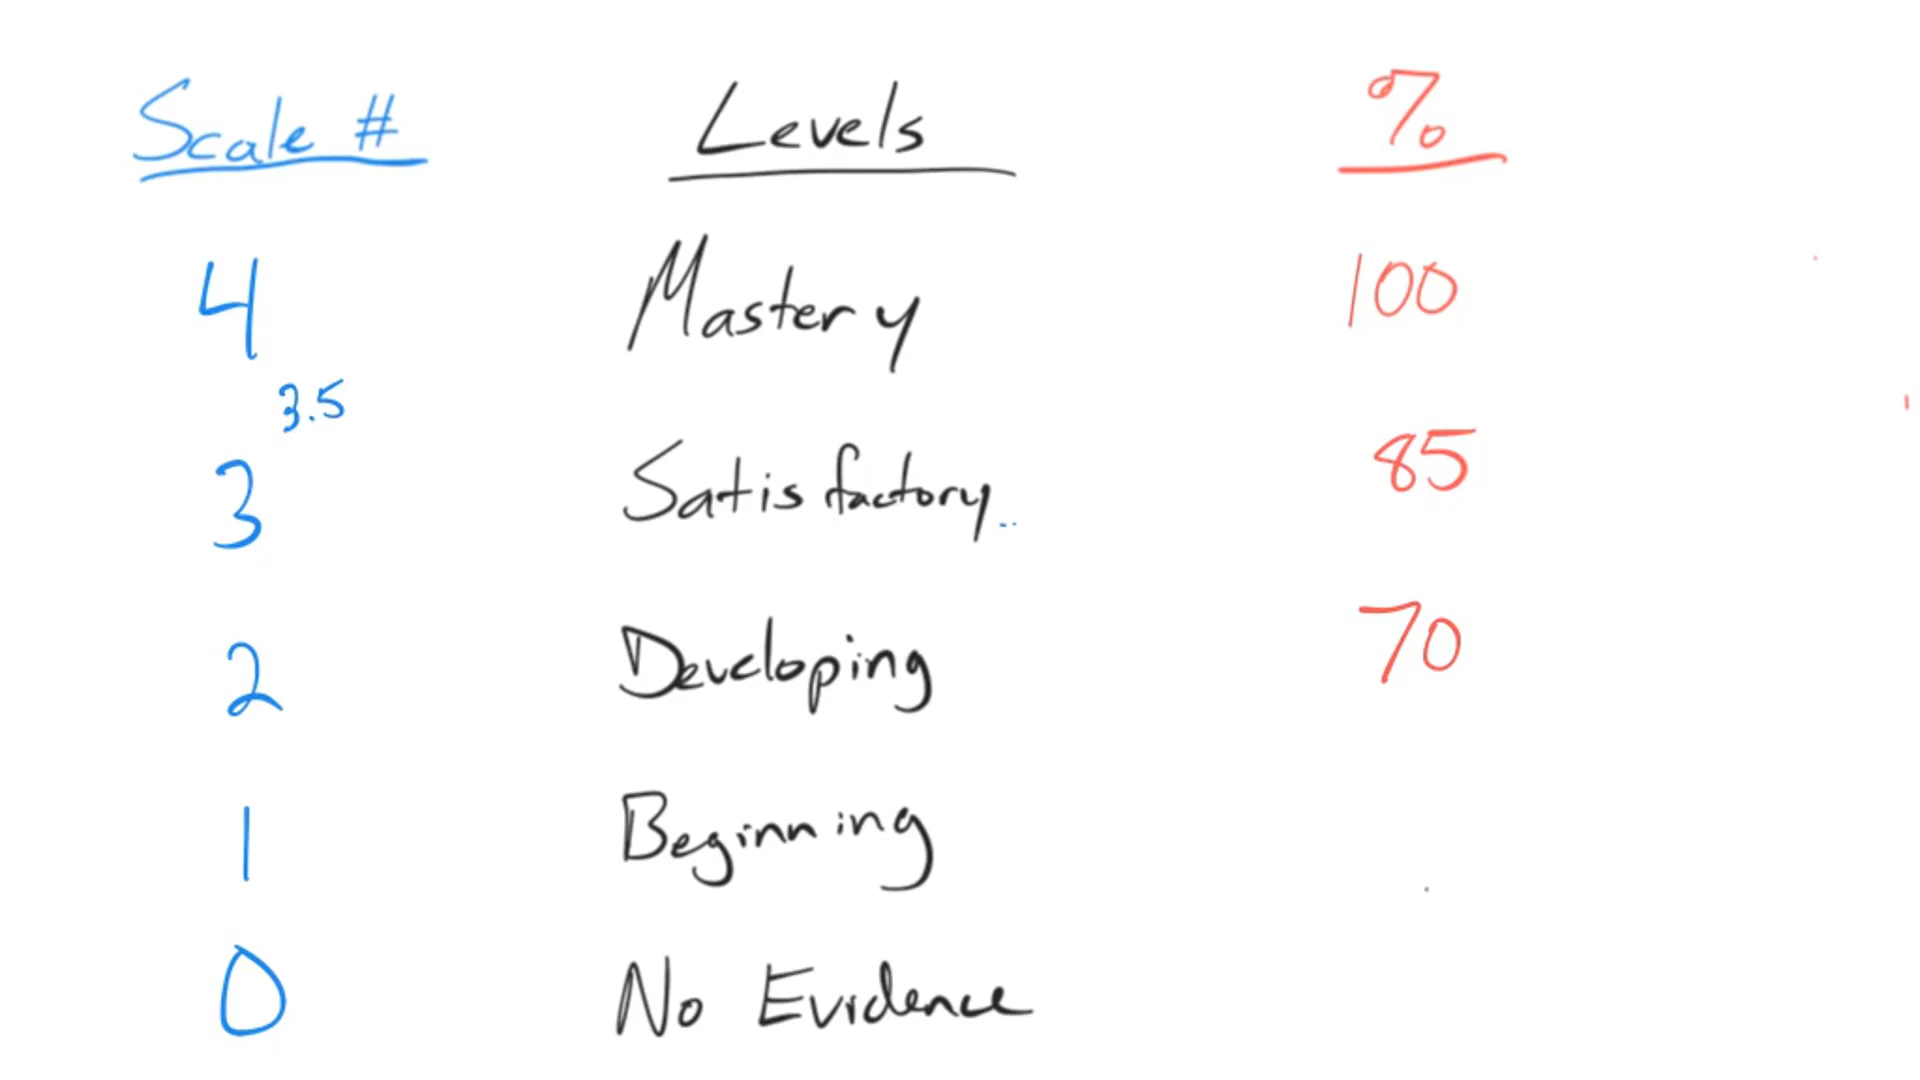 Scale # Levels %
4 Mastery 100
3.5
3 Satisfactory 85
2 Developing 70
1 Beginning
0 No Evidence